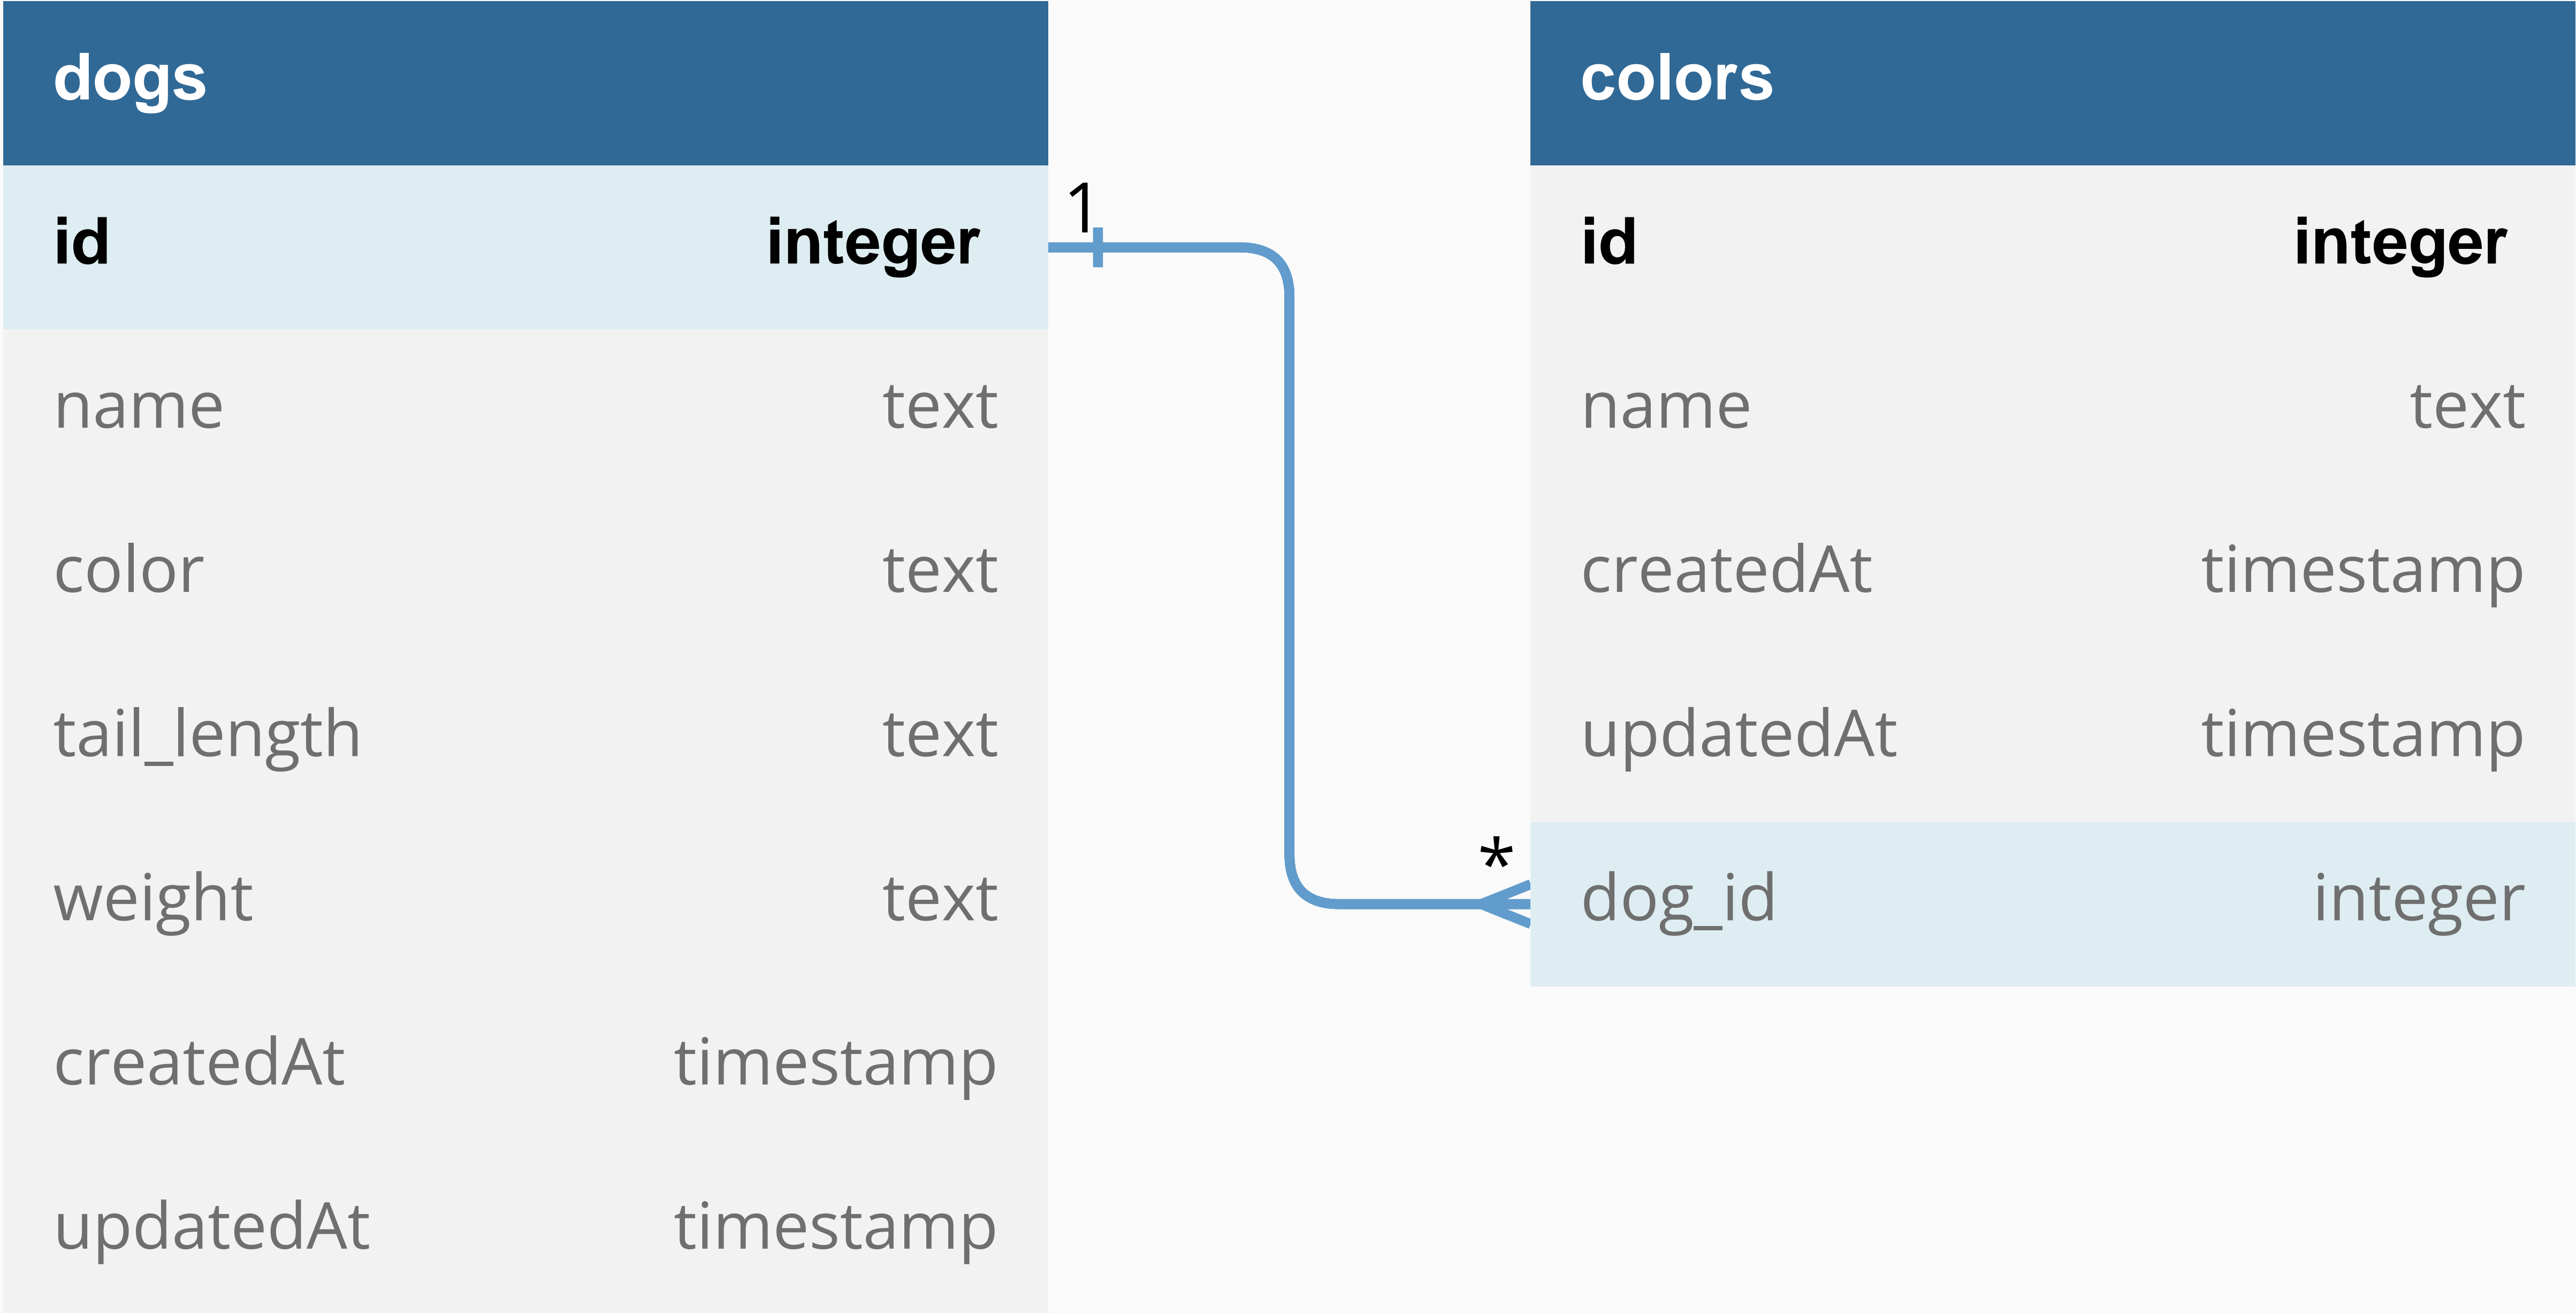 dogs
id integer
name text
color text
tail_length text
weight text
createdAt timestamp
updatedAt timestamp
1
*
colors
id integer
name text
createdAt timestamp
updatedAt timestamp
dog_id integer